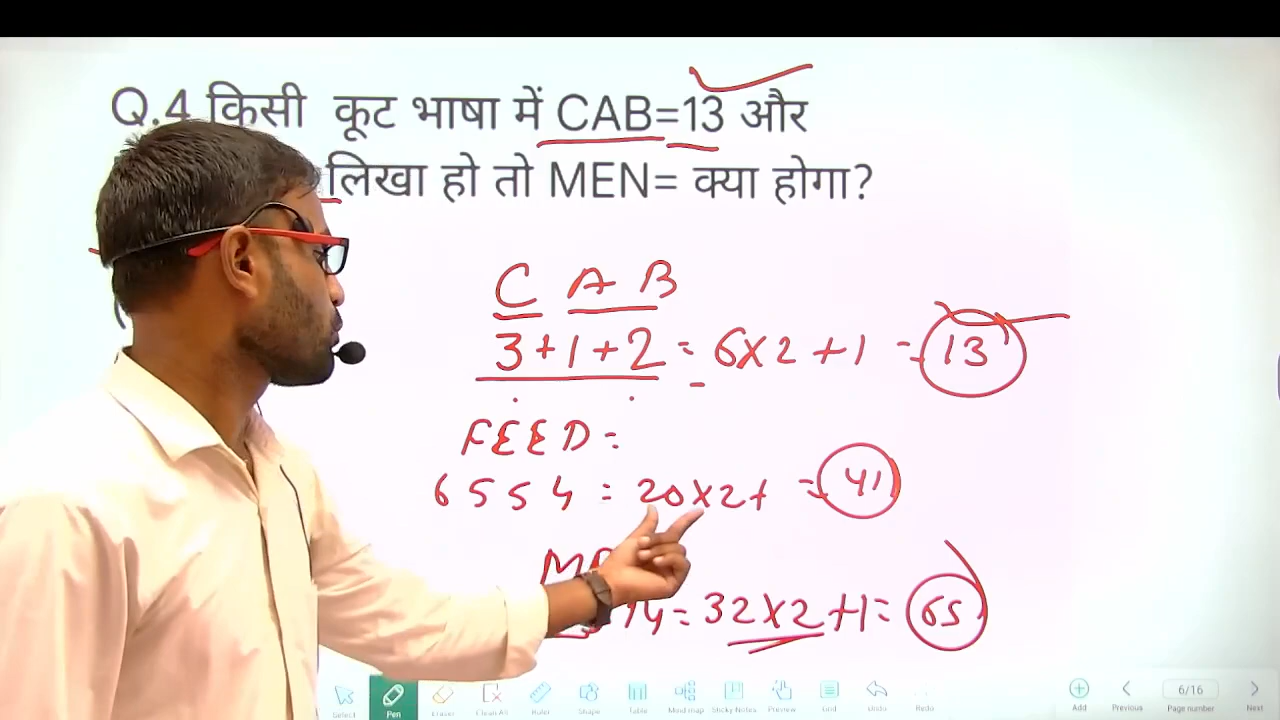 Q.4 किसी कूट भाषा में CAB=13 और
लिखा हो तो MEN= क्या होगा?
C A B
3+1+2 = 6x2+1 = 13
FEED=
6 5 5 4 = 20x2+ = 41
14= 32x2+1= 65
Select Pen Eraser Clean All Ruler Shape Table Mind map Sticky Notes Preview Grid Undo Redo Add Previous 6/16 Page number Next